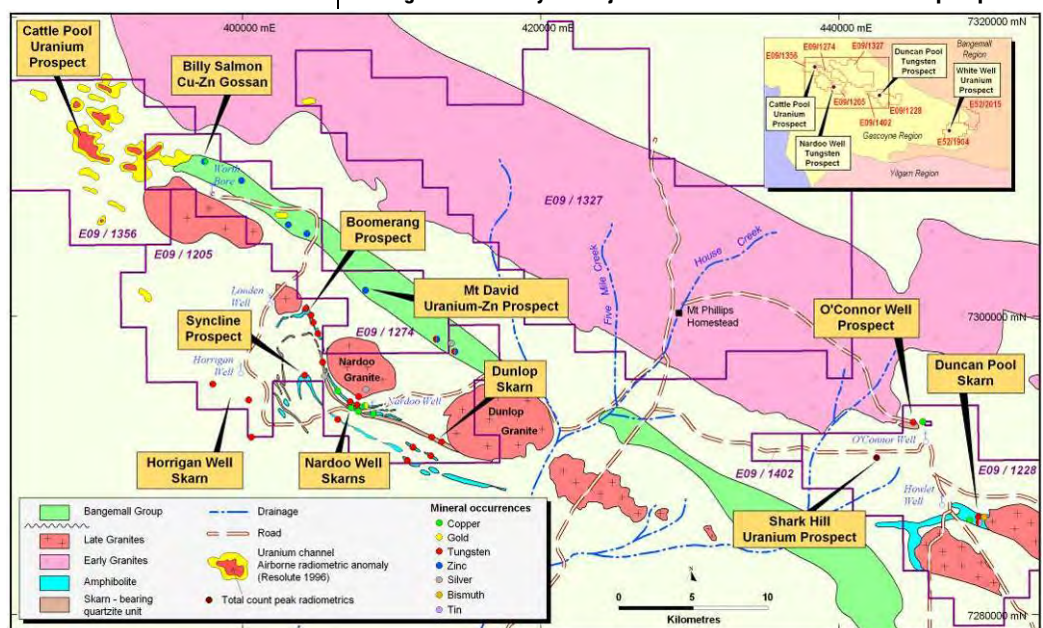 400000 mE
420000 mE
440000 mE
7320000 mN
Cattle Pool
Uranium
Prospect
Billy Salmon
Cu-Zn Gossan
E09/1274
E09/1327
E09/1356
Duncan Pool
Tungsten
Prospect
Bangemall
Region
White Well
Uranium
Prospect
E52/2015
E09/1205
E09/1228
E09/1402
Cattle Pool
Uranium
Prospect
Gascoyne Region
E52/1904
Nardoo Well
Tungsten
Prospect
Yilgarn Region
Worth
Bore
E09 / 1327
E09 / 1356
E09 / 1205
Boomerang
Prospect
Five Mile Creek
House Creek
Mt David
Uranium-Zn Prospect
Louden
Well
Mt Phillips
Homestead
7300000 mN
O'Connor Well
Prospect
Syncline
Prospect
E09 / 1274
Horrigan
Well
Nardoo
Granite
Dunlop
Skarn
Duncan Pool
Skarn
Nardoo Well
Dunlop
Granite
O'Connor Well
Horrigan Well
Skarn
Nardoo Well
Skarns
E09 / 1402
E09 / 1228
Howlet
Well
Shark Hill
Uranium Prospect
Bangemall Group
Late Granites
Early Granites
Amphibolite
Skarn - bearing
quartzite unit
Drainage
Road
Uranium channel
Airborne radiometric anomaly
(Resolute 1996)
Total count peak radiometrics
Mineral occurrences
Copper
Gold
Tungsten
Zinc
Silver
Bismuth
Tin
N
0 5 10
Kilometres
7280000 mN